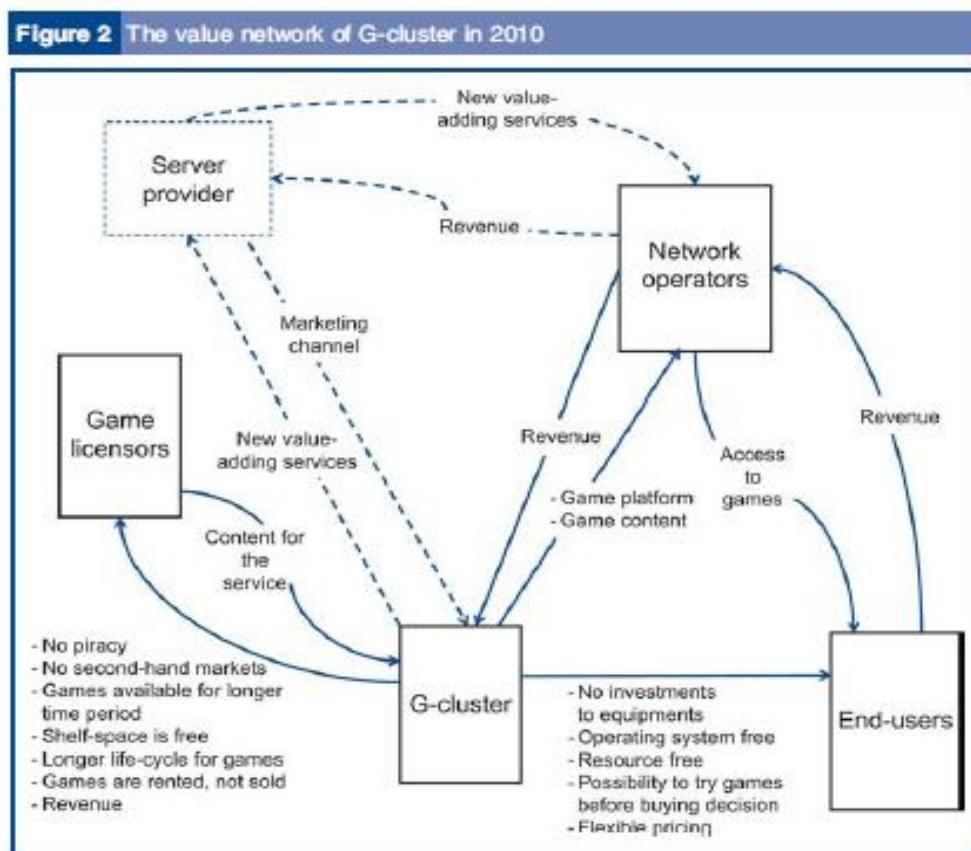 Figure 2 The value network of G-cluster in 2010
New value-
adding services
Server
provider
Revenue
Network
operators
Marketing
channel
Game
licensors
New value-
adding services
Revenue
Revenue
Access
to
games
- Game platform
- Game content
Content for
the
service
- No piracy
- No second-hand markets
- Games available for longer
time period
- Shelf-space is free
- Longer life-cycle for games
- Games are rented, not sold
- Revenue
G-cluster
- No investments
to equipments
- Operating system free
- Resource free
- Possibility to try games
before buying decision
- Flexible pricing
End-users